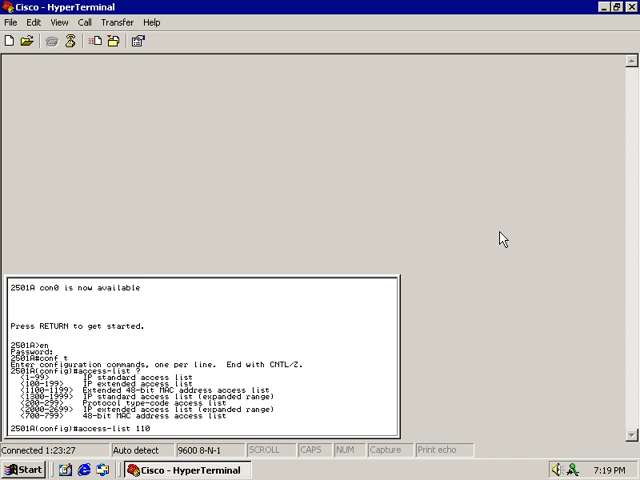 Cisco - HyperTerminal
File Edit View Call Transfer Help
2501A con0 is now available
Press RETURN to get started.
2501A>en
Password:
2501A#conf t
Enter configuration commands, one per line.  End with CNTL/Z.
2501A(config)#access-list ?
<1-99> IP standard access list
<100-199> IP extended access list
<1100-1199> Extended 48-bit MAC address access list
<1300-1999> IP standard access list (expanded range)
<200-299> Protocol type-code access list
<2000-2699> IP extended access list (expanded range)
<700-799> 48-bit MAC address access list
2501A(config)#access-list 110
Connected 1:23:27 Auto detect 9600 8-N-1 SCROLL CAPS NUM Capture Print echo
Start Cisco - HyperTerminal 7:19 PM